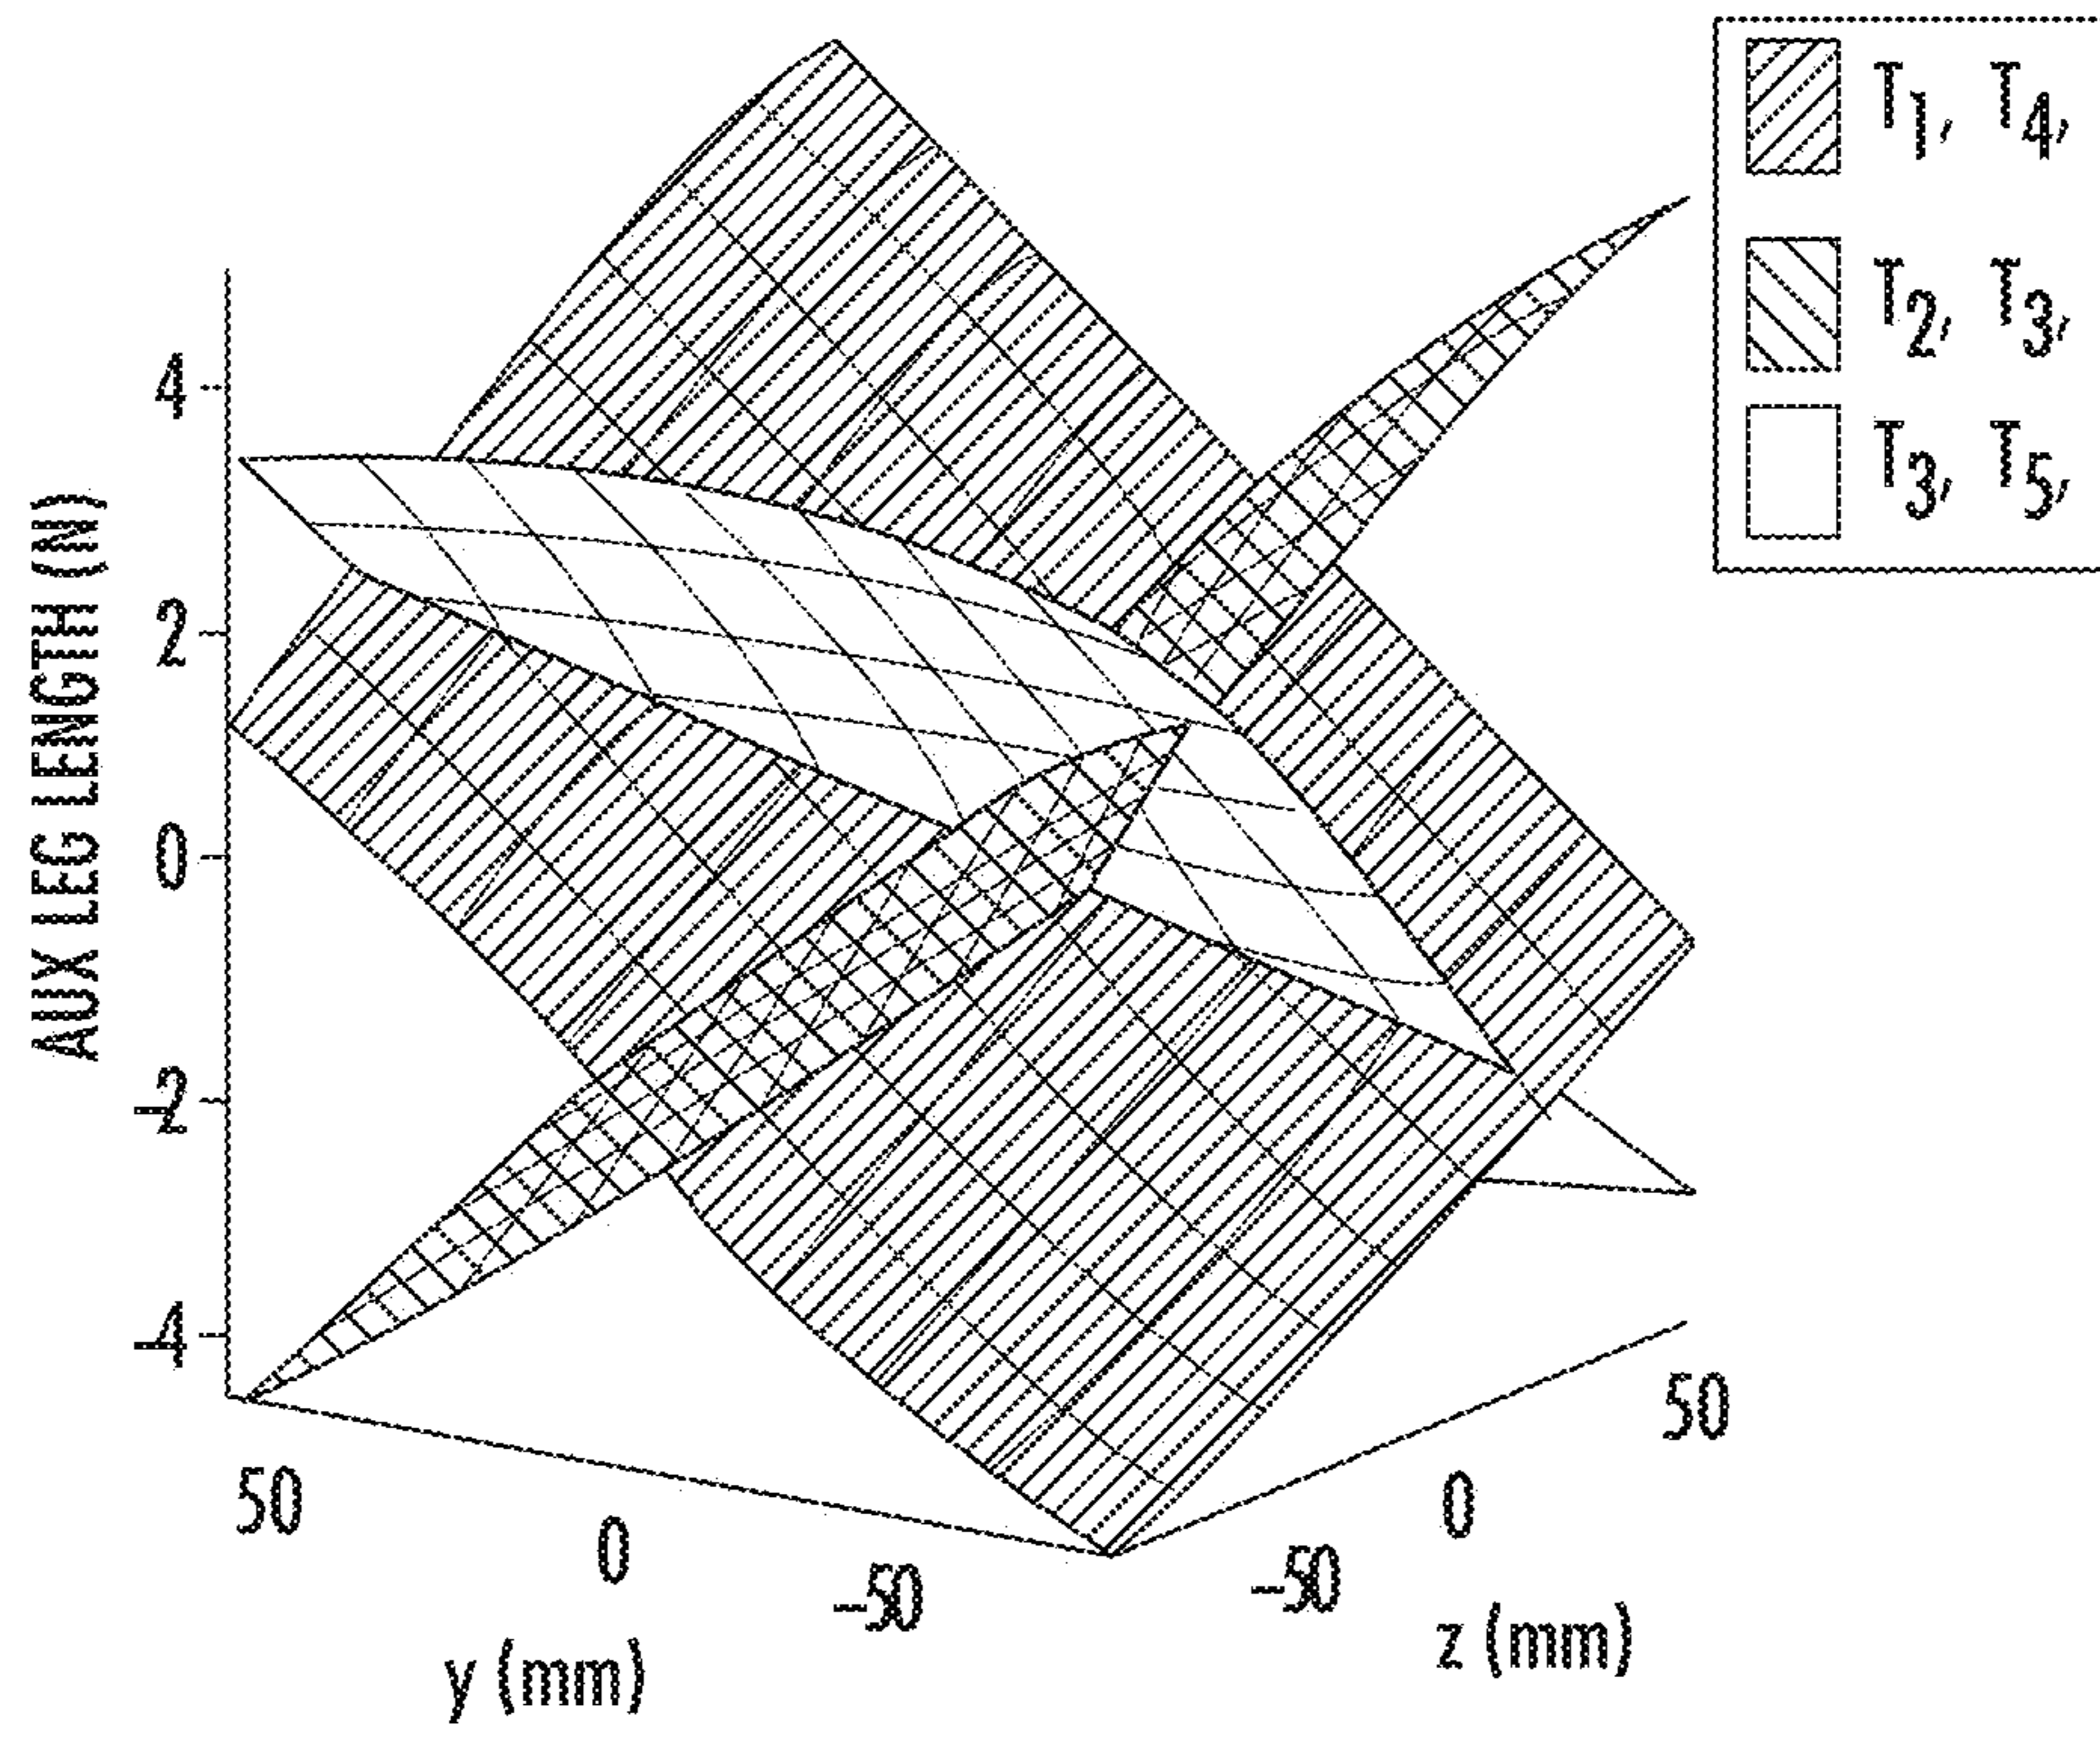 T1, T4,
T2, T3,
T3, T5,
AUX LEG LENGTH (N)
4
2
0
-2
-4
50
0
-50
y (mm)
-50
0
50
z (mm)